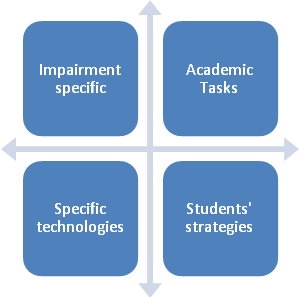 Impairment
specific
Academic
Tasks
Specific
technologies
Students'
strategies